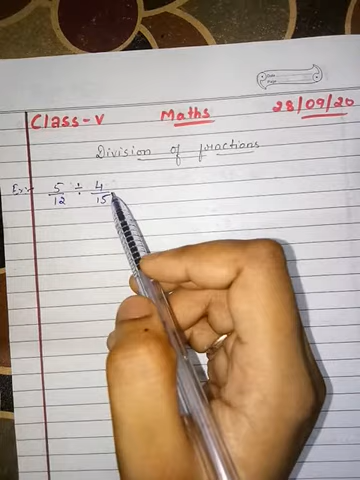 Class-V Maths 28/09/20
Division of fractions
Ex:- 5/12 ÷ 4/15